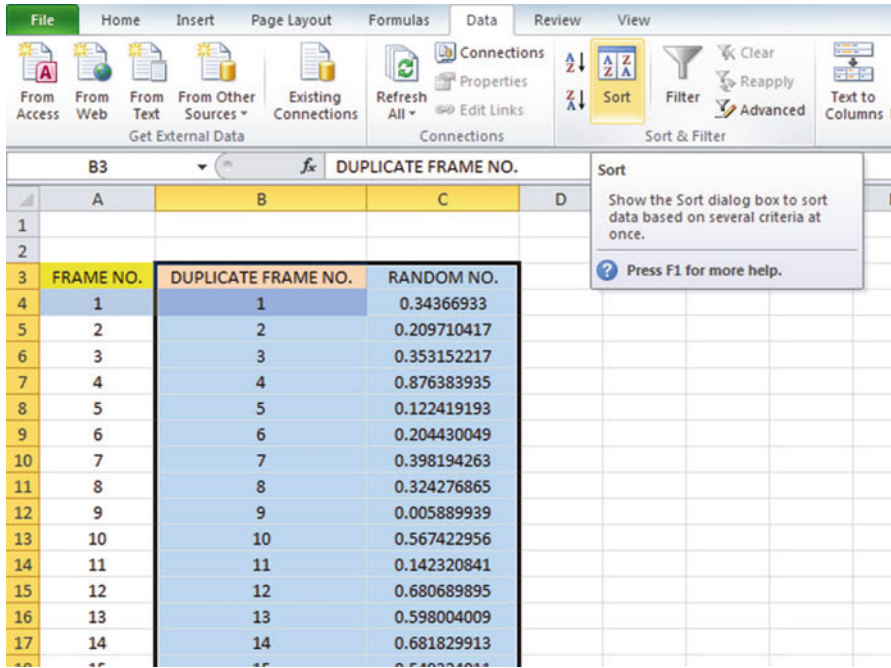 File Home Insert Page Layout Formulas Data Review View
From Access
From Web
From Text
From Other Sources
Existing Connections
Get External Data
Refresh All
Connections
Properties
Edit Links
Connections
A Z
Z A
Sort
Filter
Clear
Reapply
Advanced
Sort & Filter
Text to Columns
B3 fx DUPLICATE FRAME NO.
Sort
Show the Sort dialog box to sort
data based on several criteria at
once.
Press F1 for more help.
A B C D
1
2
3 FRAME NO. DUPLICATE FRAME NO. RANDOM NO.
4 1 1 0.34366933
5 2 2 0.209710417
6 3 3 0.353152217
7 4 4 0.876383935
8 5 5 0.122419193
9 6 6 0.204430049
10 7 7 0.398194263
11 8 8 0.324276865
12 9 9 0.005889939
13 10 10 0.567422956
14 11 11 0.142320841
15 12 12 0.680689895
16 13 13 0.598004009
17 14 14 0.681829913